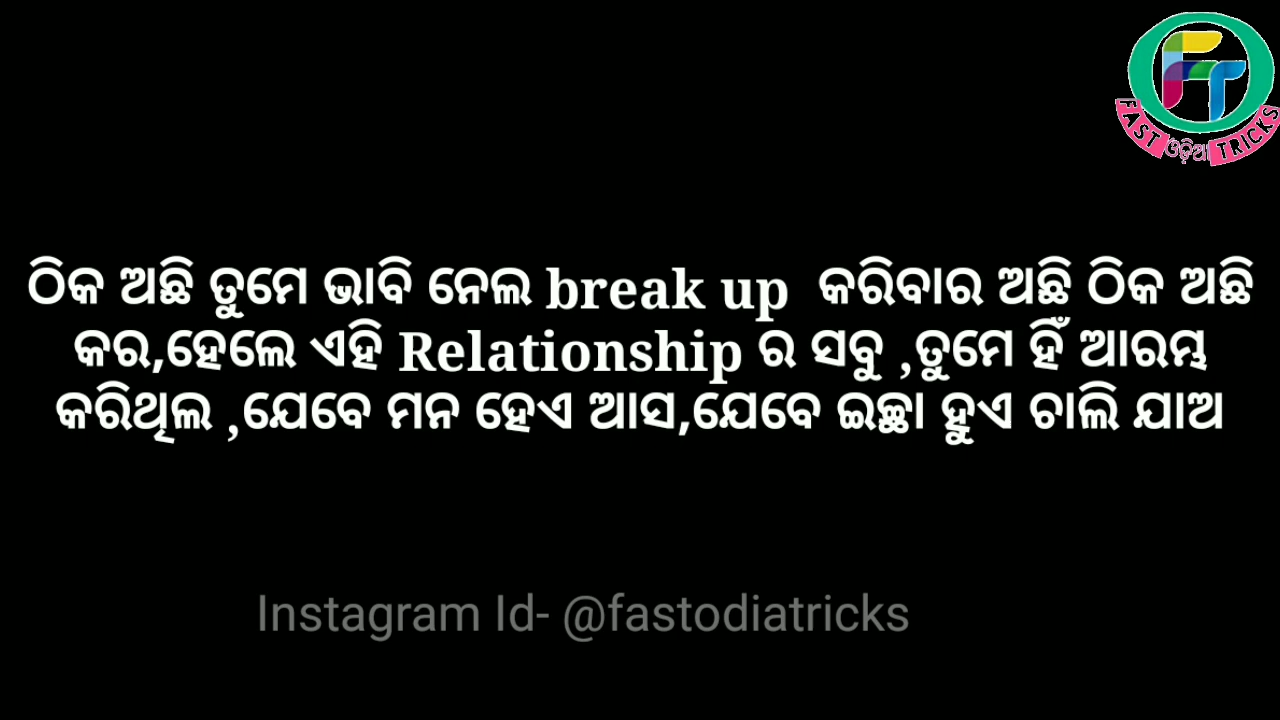 FAST ଓଡ଼ିଆ TRICKS
ଠିକ ଅଛି ତୁମେ ଭାବି ନେଲ break up କରିବାର ଅଛି ଠିକ ଅଛି
କର,ହେଲେ ଏହି Relationship ର ସବୁ ,ତୁମେ ହିଁ ଆରମ୍ଭ
କରିଥିଲ ,ଯେବେ ମନ ହେଏ ଆସ,ଯେବେ ଇଚ୍ଛା ହୁଏ ଚାଲି ଯାଅ
Instagram Id- @fastodiatricks